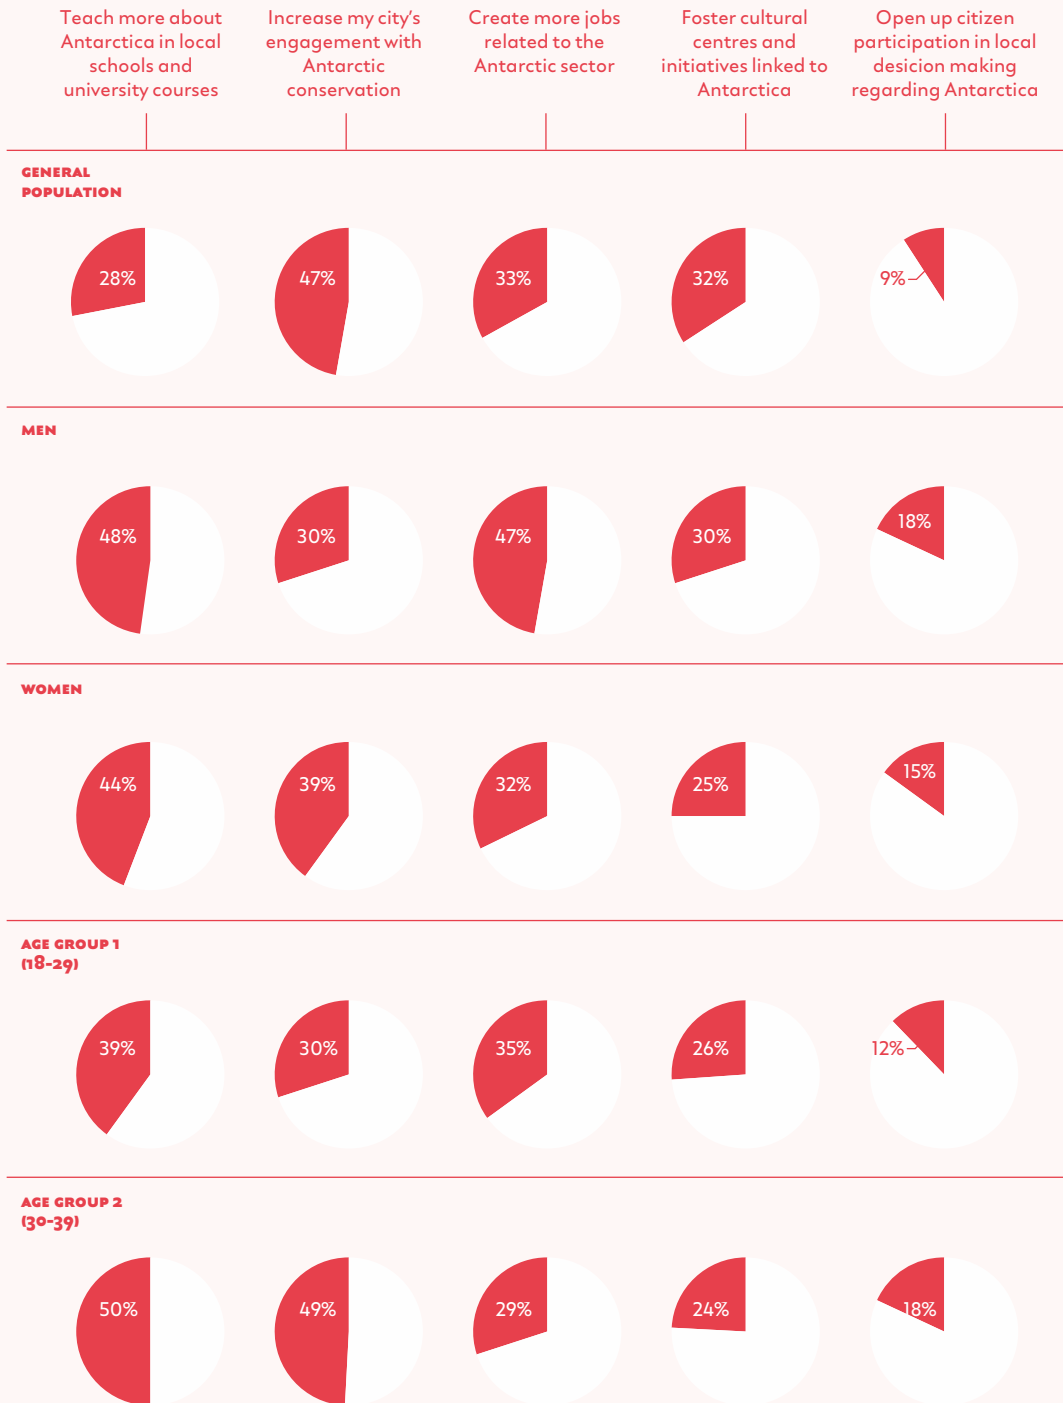 Teach more about
Antarctica in local
schools and
university courses
Increase my city's
engagement with
Antarctic
conservation
Create more jobs
related to the
Antarctic sector
Foster cultural
centres and
initiatives linked to
Antarctica
Open up citizen
participation in local
desicion making
regarding Antarctica
GENERAL
POPULATION
28%
47%
33%
32%
9%
MEN
48%
30%
47%
30%
18%
WOMEN
44%
39%
32%
25%
15%
AGE GROUP 1
(18-29)
39%
30%
35%
26%
12%
AGE GROUP 2
(30-39)
50%
49%
29%
24%
18%